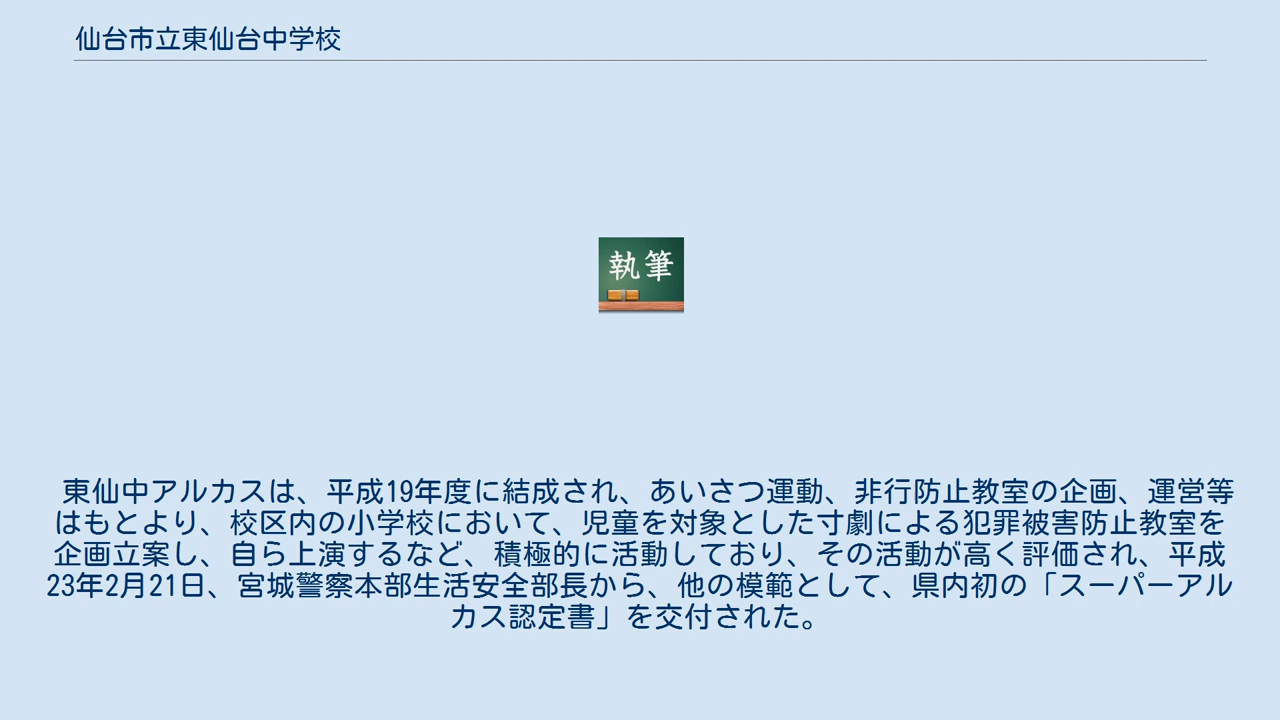 仙台市立東仙台中学校
執筆
東仙中アルカスは、平成19年度に結成され、あいさつ運動、非行防止教室の企画、運営等
はもとより、校区内の小学校において、児童を対象とした寸劇による犯罪被害防止教室を
企画立案し、自ら上演するなど、積極的に活動しており、その活動が高く評価され、平成
23年2月21日、宮城警察本部生活安全部長から、他の模範として、県内初の「スーパーアル
カス認定書」を交付された。